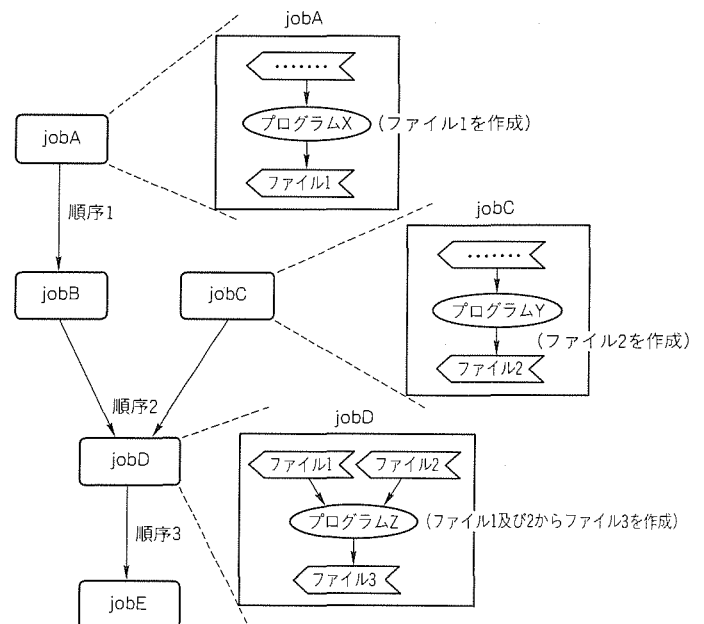 jobA
.......
プログラムX (ファイル1を作成)
ファイル1
jobA
順序1
jobB
jobC
jobC
.......
プログラムY
(ファイル2を作成)
ファイル2
順序2
jobD
jobD
ファイル1 ファイル2
プログラムZ (ファイル1及び2からファイル3を作成)
ファイル3
順序3
jobE